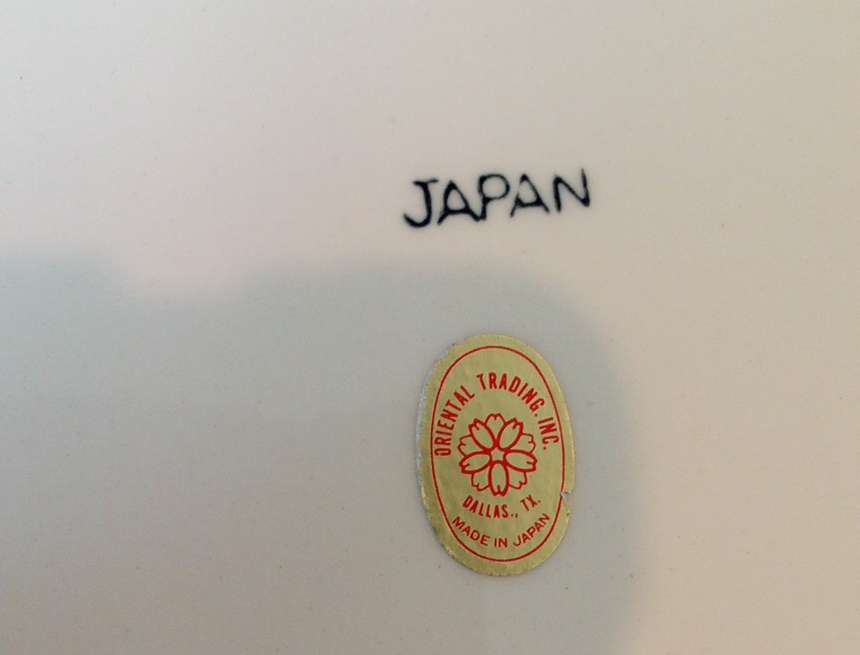 JAPAN
ORIENTAL TRADING, INC.
DALLAS., TX.
MADE IN JAPAN